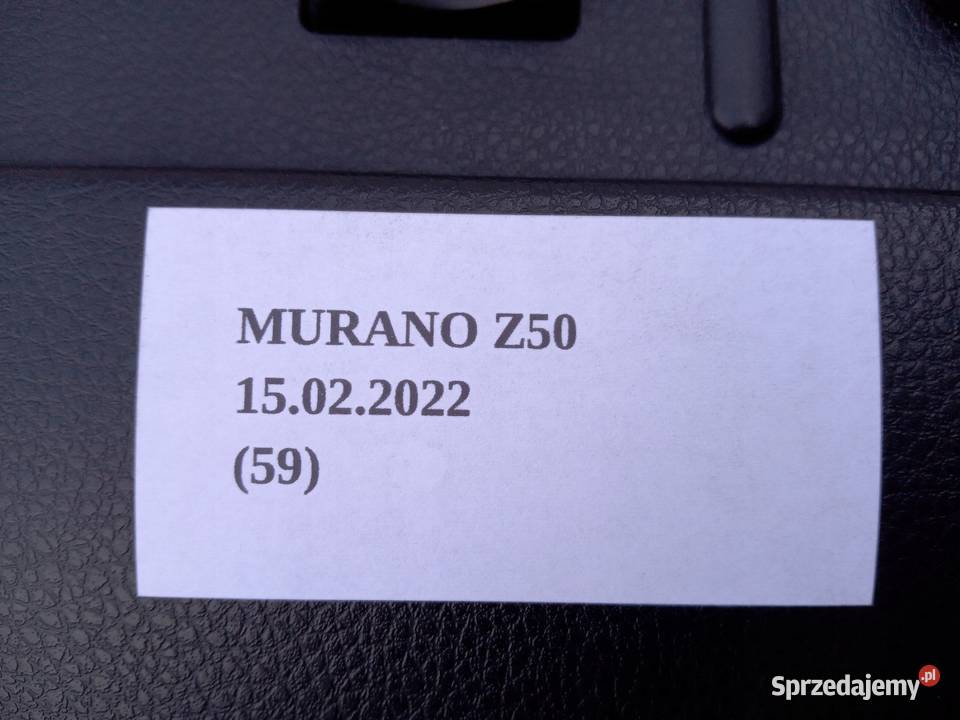 MURANO Z50
15.02.2022
(59)
Sprzedajemy.pl